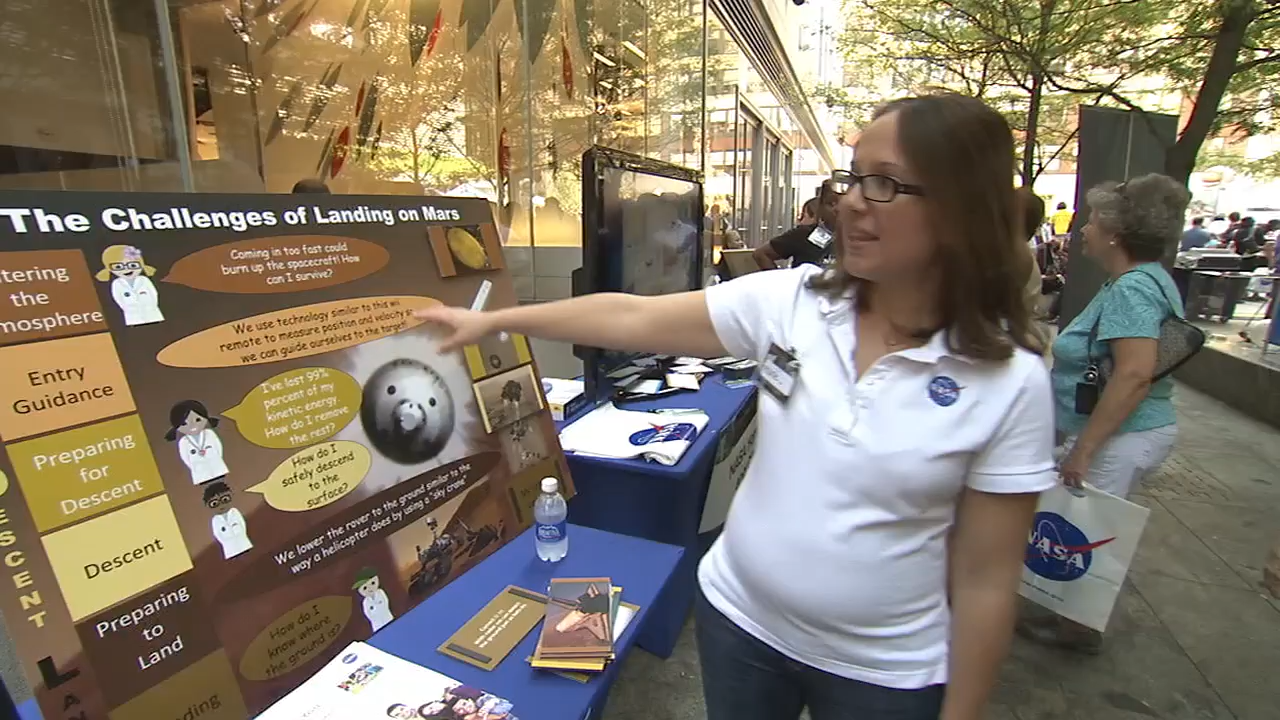 The Challenges of Landing on Mars
the
Entry
Guidance
Preparing
for
Descent
Descent
Preparing
to
Land
Coming in too fast could
burn up the spacecraft! How
can I survive?
We use technology similar to this wii
remote to measure position and velocity so
we can guide ourselves to the target!
I've lost 99%
percent of my
kinetic energy.
How do I remove
the rest?
How do I
safely descend
to the
surface?
We lower the rover to the ground similar to the
way a helicopter does by using a "sky crane"
How do I
know where
the ground is?
NASA
NASA